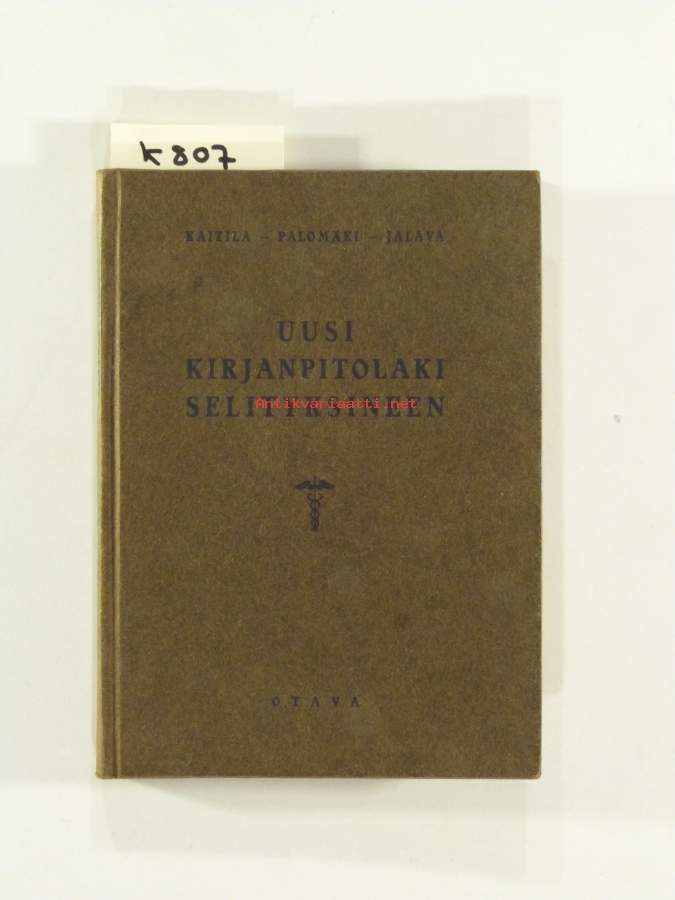 K807
KAITILA – PALOMÄKI – JALAVA
UUSI
KIRJANPITOLAKI
SELITYKSINEEN
Antikvariaatti.net
OTAVA